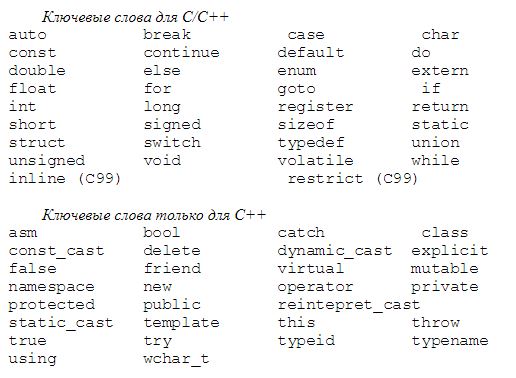 Ключевые слова для C/C++
auto break case char
const continue default do
double else enum extern
float for goto if
int long register return
short signed sizeof static
struct switch typedef union
unsigned void volatile while
inline (C99) restrict (C99)
Ключевые слова только для C++
asm bool catch class
const_cast delete dynamic_cast explicit
false friend virtual mutable
namespace new operator private
protected public reintepret_cast
static_cast template this throw
true try typeid typename
using wchar_t